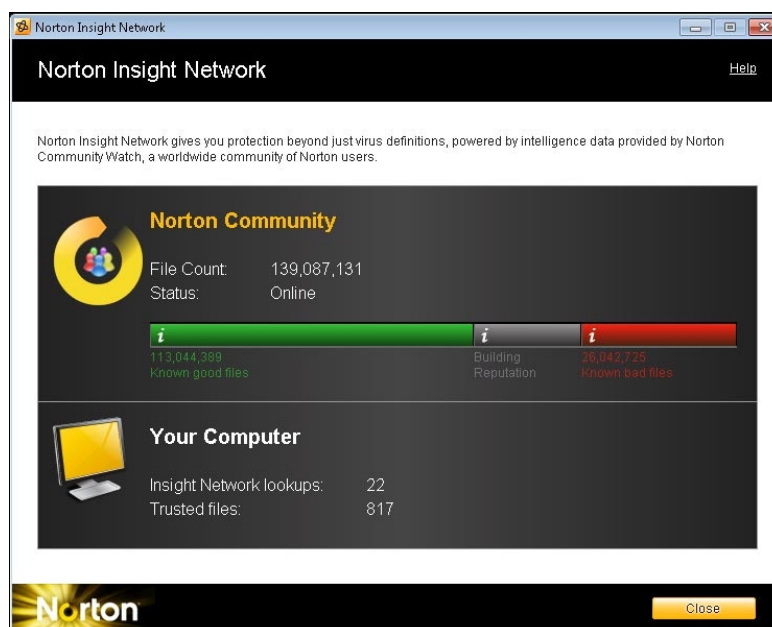 Norton Insight Network
Norton Insight Network
Help
Norton Insight Network gives you protection beyond just virus definitions, powered by intelligence data provided by Norton
Community Watch, a worldwide community of Norton users.
Norton Community
File Count: 139,087,131
Status: Online
i i i
113,044,389 Building 26,042,725
Known good files Reputation Known bad files
Your Computer
Insight Network lookups: 22
Trusted files: 817
Norton
Close